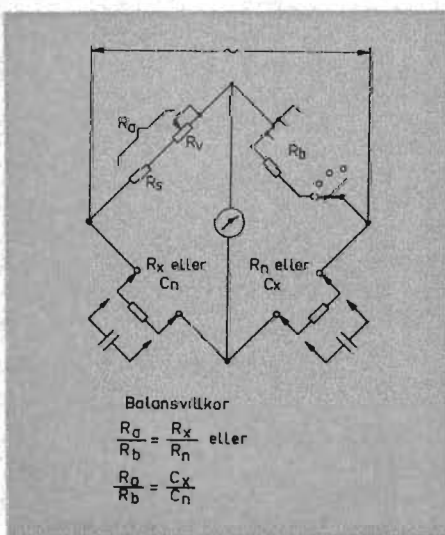 ~
Ra
Rv
Rs
Rb
Rx eller
Cn
Rn eller
Cx
Balansvillkor
Ra/Rb = Rx/Rn eller
Ra/Rb = Cx/Cn